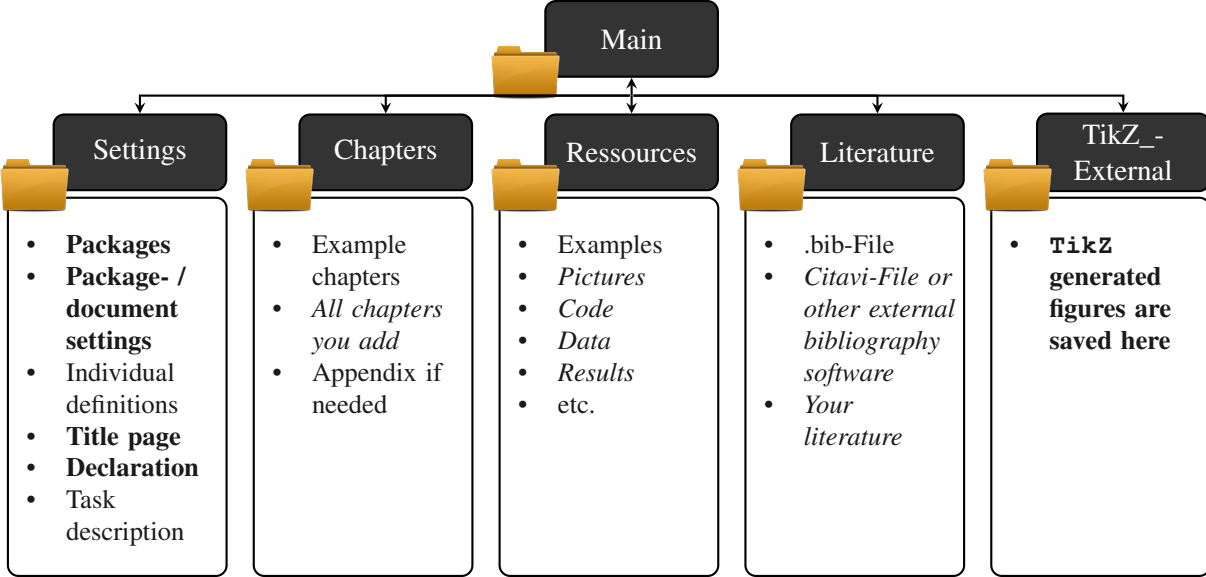 Main
Settings
Chapters
Ressources
Literature
TikZ_-
External
• Packages
• Package- /
document
settings
• Individual
definitions
• Title page
• Declaration
• Task
description
• Example
chapters
• All chapters
you add
• Appendix if
needed
• Examples
• Pictures
• Code
• Data
• Results
• etc.
• .bib-File
• Citavi-File or
other external
bibliography
software
• Your
literature
• TikZ
generated
figures are
saved here